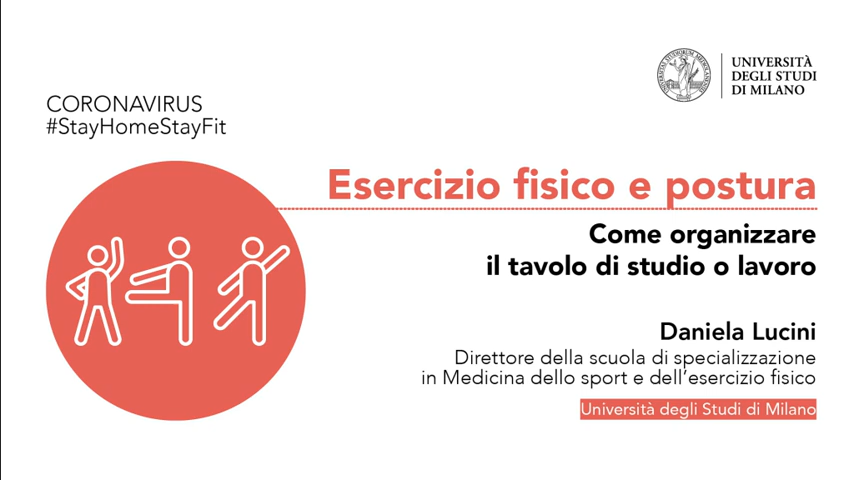 UNIVERSITÀ
DEGLI STUDI
DI MILANO
CORONAVIRUS
#StayHomeStayFit
Esercizio fisico e postura
Come organizzare
il tavolo di studio o lavoro
Daniela Lucini
Direttore della scuola di specializzazione
in Medicina dello sport e dell'esercizio fisico
Università degli Studi di Milano